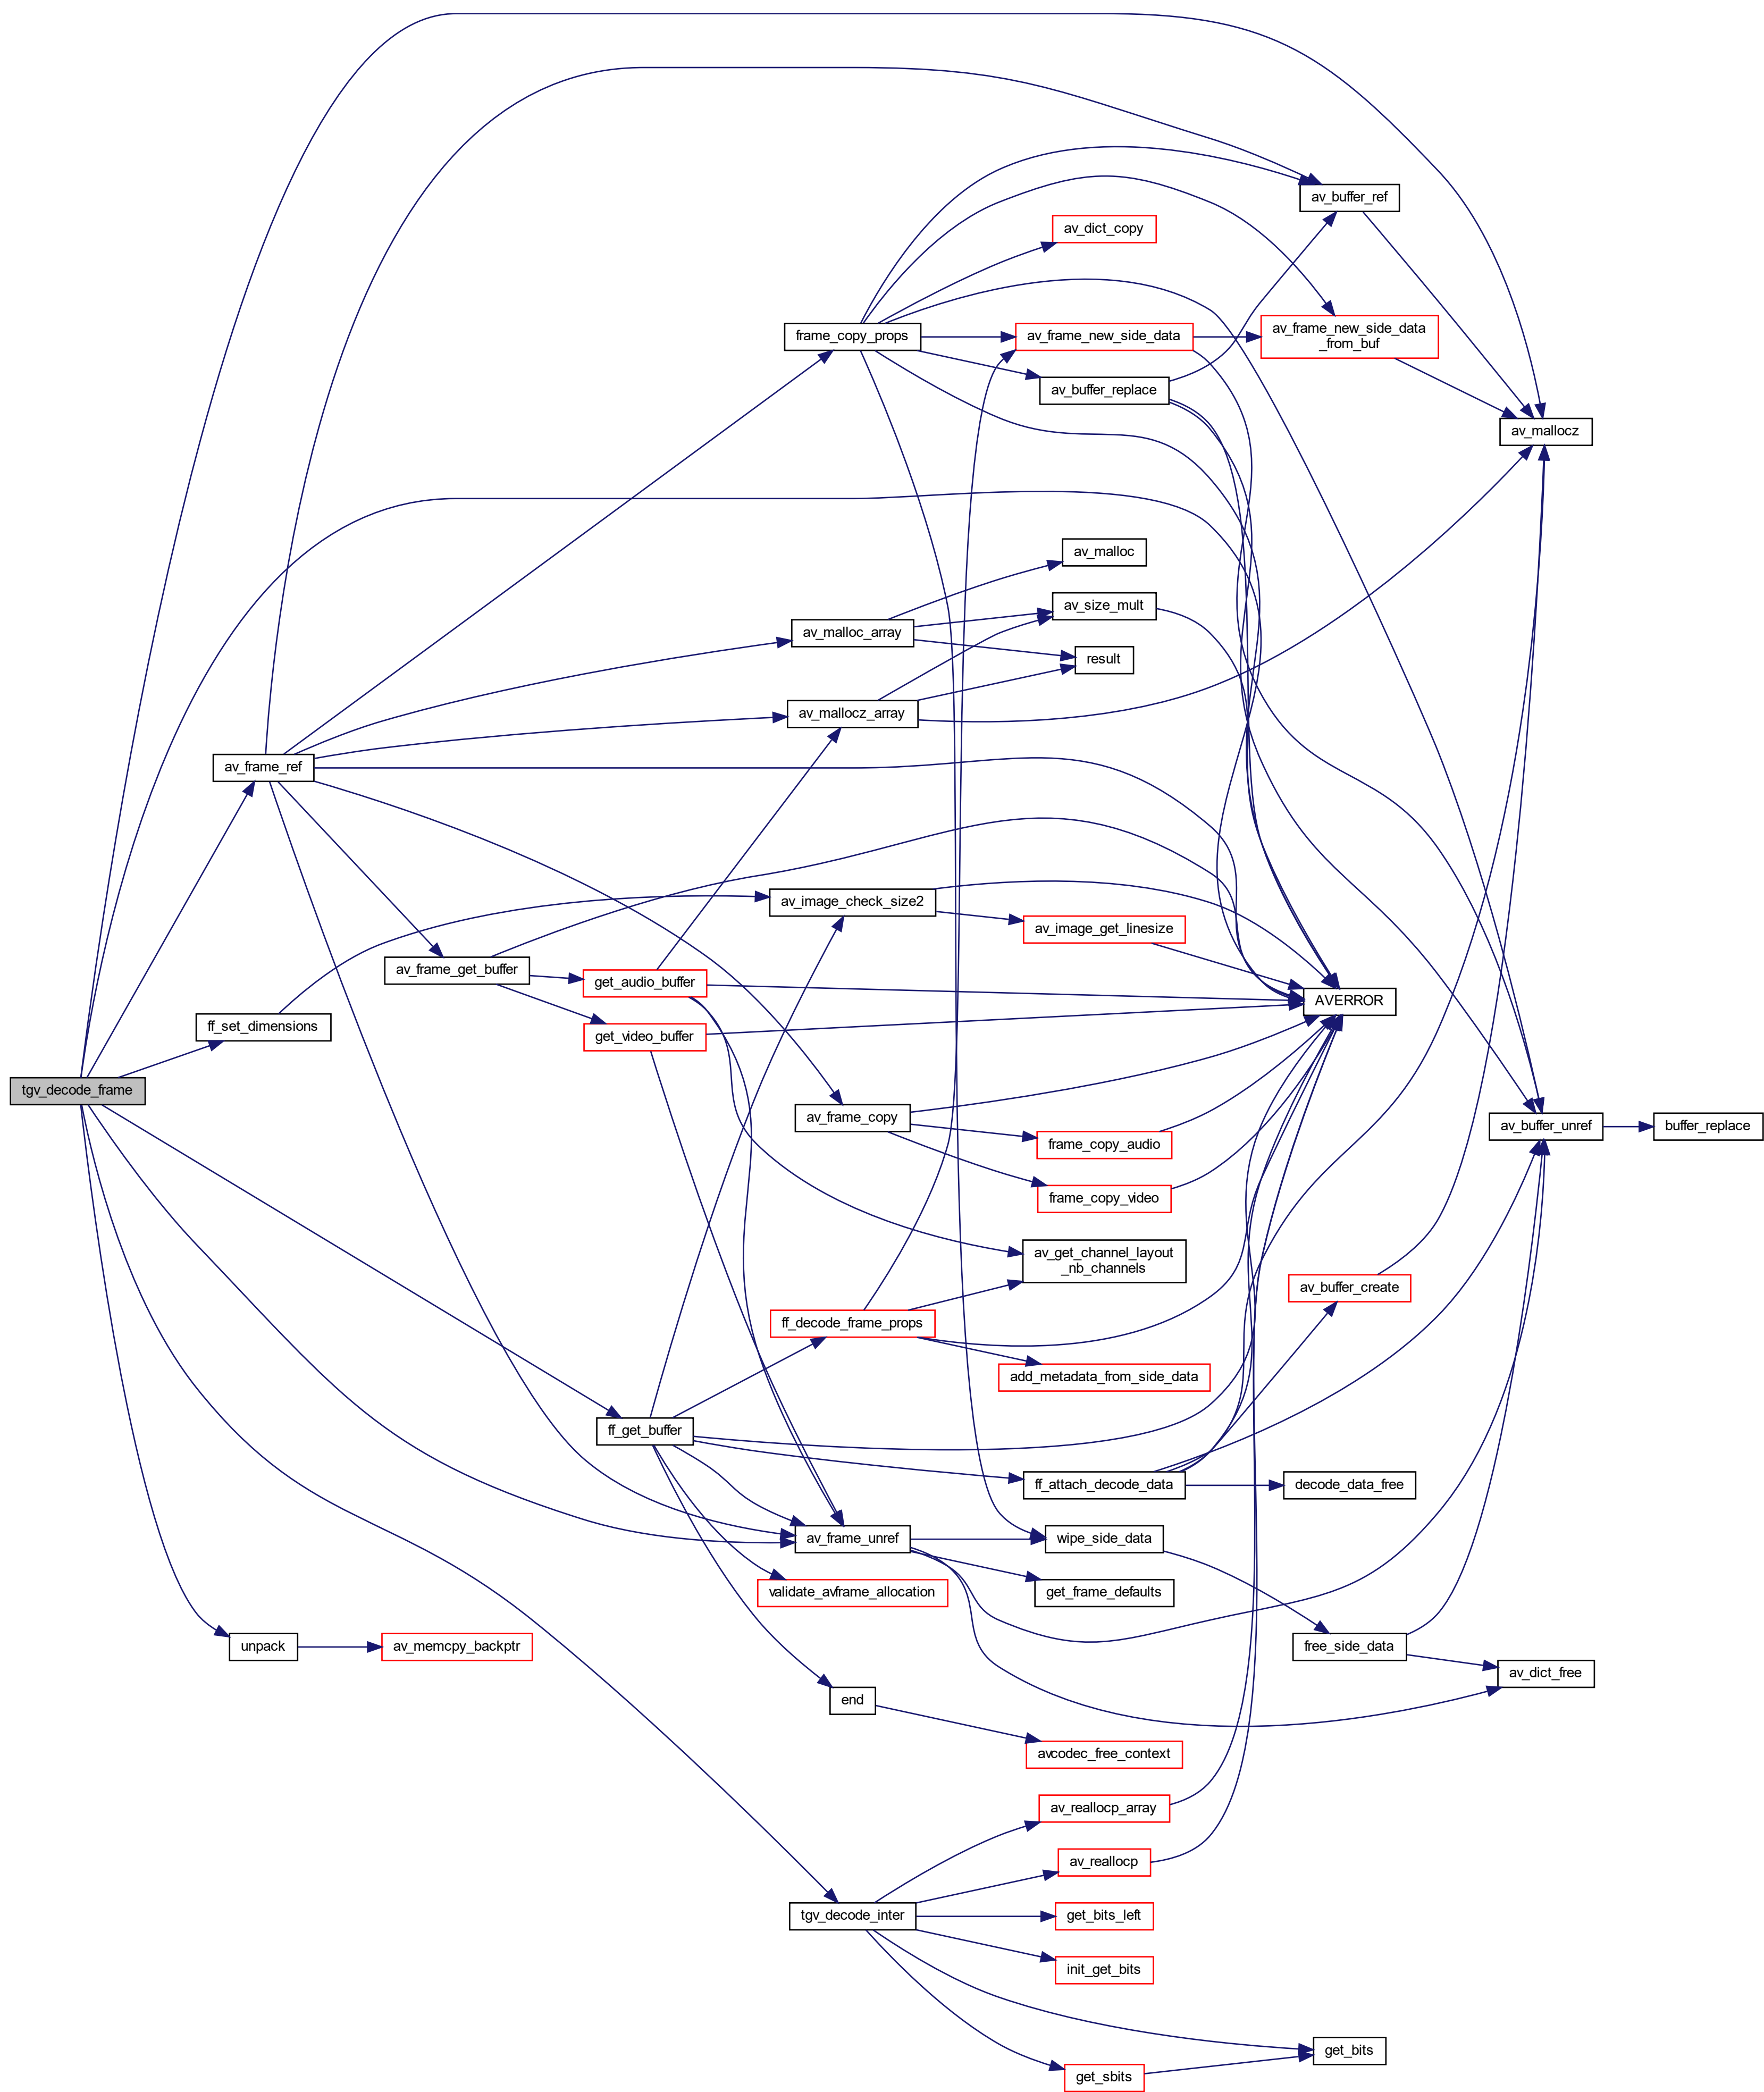 av_buffer_ref
av_dict_copy
frame_copy_props
av_frame_new_side_data
av_frame_new_side_data
_from_buf
av_buffer_replace
av_mallocz
av_malloc
av_size_mult
av_malloc_array
result
av_mallocz_array
av_frame_ref
av_image_check_size2
av_image_get_linesize
av_frame_get_buffer
get_audio_buffer
AVERROR
ff_set_dimensions
get_video_buffer
tgv_decode_frame
av_frame_copy
av_buffer_unref
buffer_replace
frame_copy_audio
frame_copy_video
av_get_channel_layout
_nb_channels
av_buffer_create
ff_decode_frame_props
add_metadata_from_side_data
ff_get_buffer
ff_attach_decode_data
decode_data_free
av_frame_unref
wipe_side_data
validate_avframe_allocation
get_frame_defaults
unpack
av_memcpy_backptr
free_side_data
av_dict_free
end
avcodec_free_context
av_reallocp_array
av_reallocp
tgv_decode_inter
get_bits_left
init_get_bits
get_bits
get_sbits